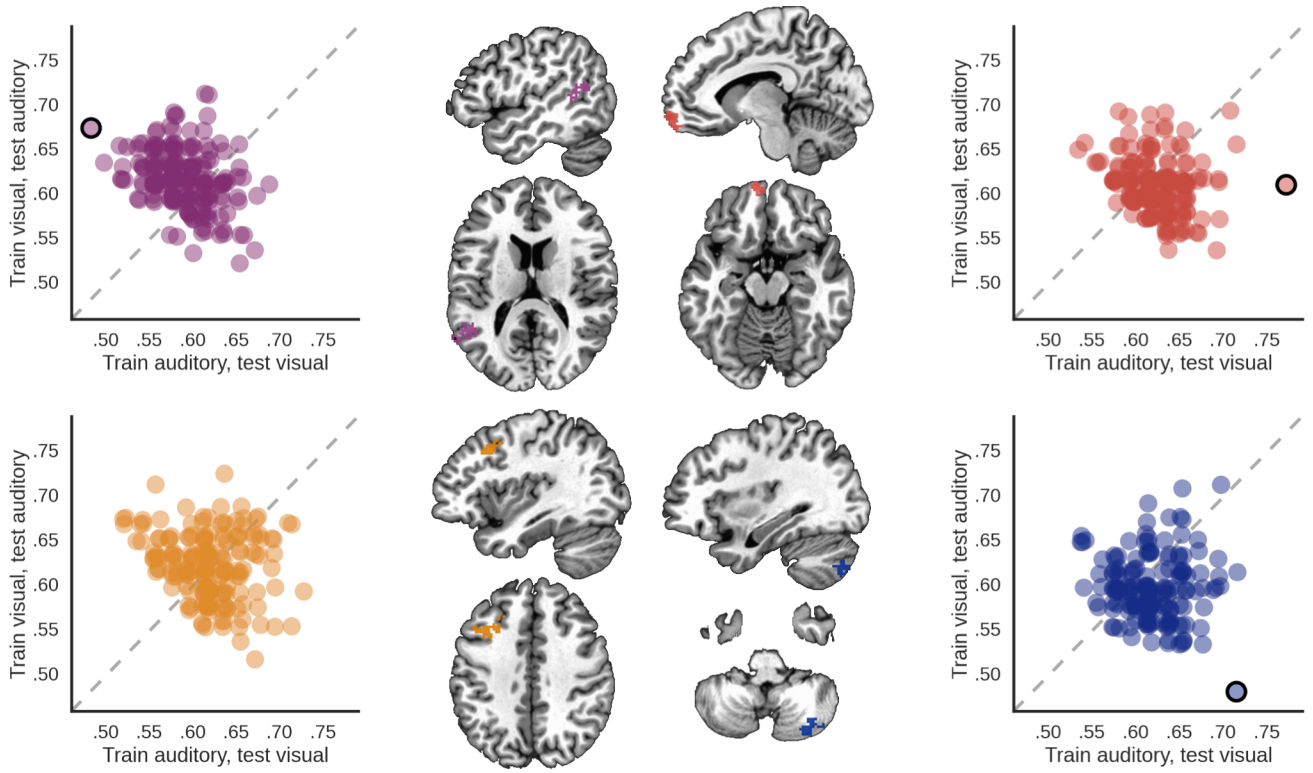 Train visual, test auditory
.75
.70
.65
.60
.55
.50
.50 .55 .60 .65 .70 .75
Train auditory, test visual
Train visual, test auditory
.75
.70
.65
.60
.55
.50
.50 .55 .60 .65 .70 .75
Train auditory, test visual
Train visual, test auditory
.75
.70
.65
.60
.55
.50
.50 .55 .60 .65 .70 .75
Train auditory, test visual
Train visual, test auditory
.75
.70
.65
.60
.55
.50
.50 .55 .60 .65 .70 .75
Train auditory, test visual